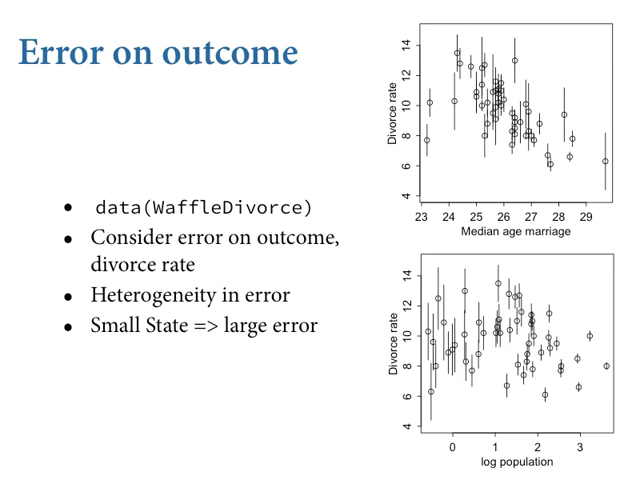 Error on outcome
data(WaffleDivorce)
Consider error on outcome,
divorce rate
Heterogeneity in error
Small State => large error
Divorce rate
4 6 8 10 12 14
23 24 25 26 27 28 29
Median age marriage
Divorce rate
4 6 8 10 12 14
0 1 2 3
log population